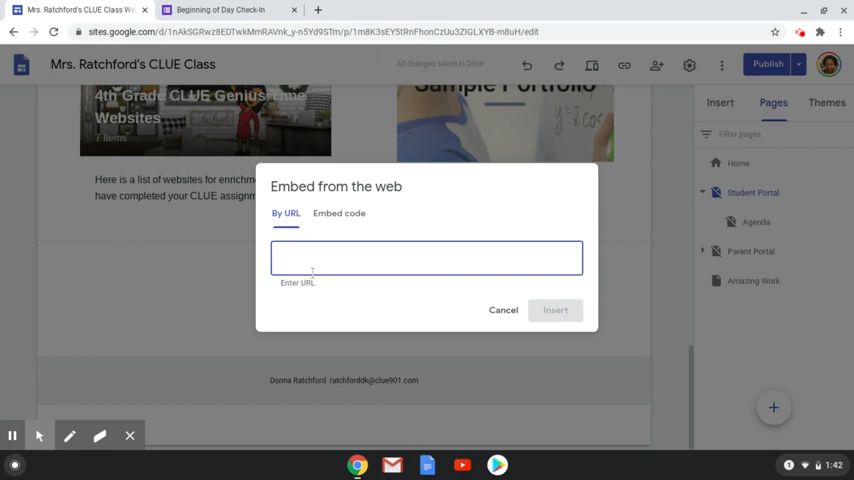 Mrs. Ratchford's CLUE Class We
Beginning of Day Check-In
sites.google.com/d/1nAkSGRwz8EDTwkMmRAVnk_y-n5Yd9STm/p/1m8K3sEY5tRnFhonCzUu3ZIGLXYB-m8uH/edit
Mrs. Ratchford's CLUE Class
All changes saved in Drive
Publish
4th Grade CLUE Genius Time
Websites
7 Items
Sample Portfolio
y = 2cos
Here is a list of websites for enrichm
have completed your CLUE assignm
Embed from the web
By URL
Embed code
Enter URL
Cancel
Insert
Donna Ratchford ratchforddk@clue901.com
Insert
Pages
Themes
Filter pages
Home
Student Portal
Agenda
Parent Portal
Amazing Work
1
1:42